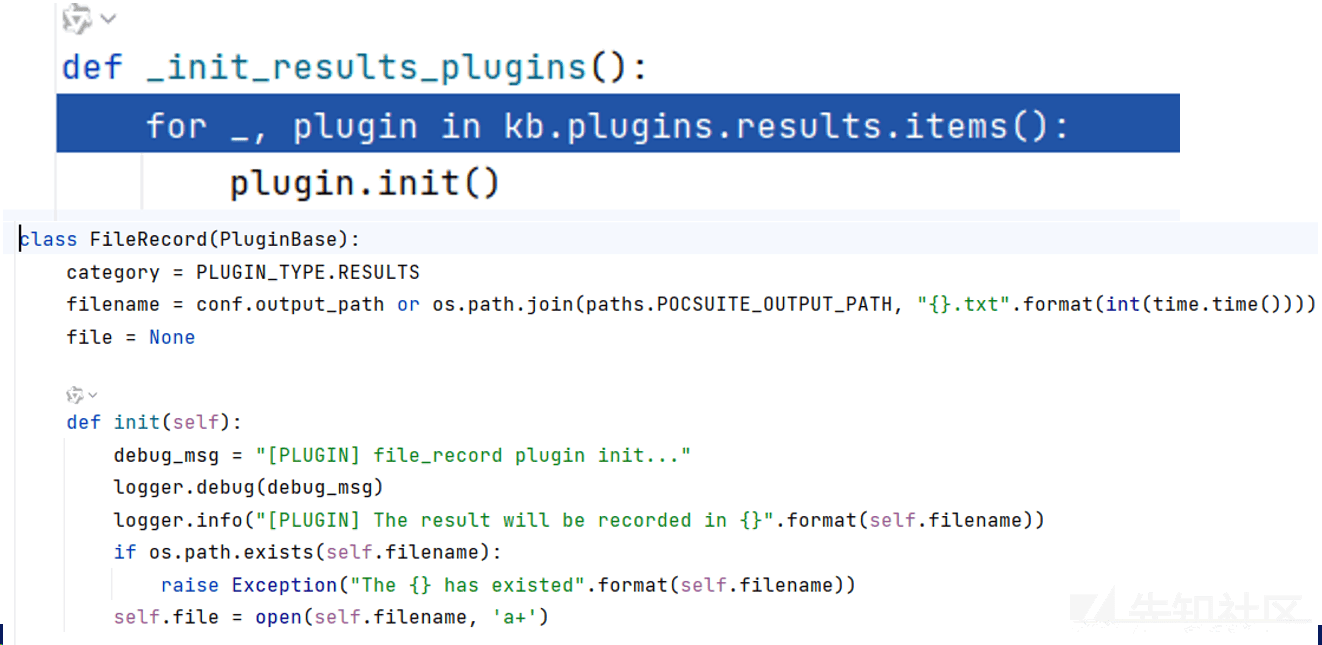 def _init_results_plugins():
    for _, plugin in kb.plugins.results.items():
        plugin.init()
class FileRecord(PluginBase):
    category = PLUGIN_TYPE.RESULTS
    filename = conf.output_path or os.path.join(paths.POCSUITE_OUTPUT_PATH, "{}.txt".format(int(time.time())))
    file = None
    def init(self):
        debug_msg = "[PLUGIN] file_record plugin init..."
        logger.debug(debug_msg)
        logger.info("[PLUGIN] The result will be recorded in {}".format(self.filename))
        if os.path.exists(self.filename):
            raise Exception("The {} has existed".format(self.filename))
        self.file = open(self.filename, 'a+')
先知社区